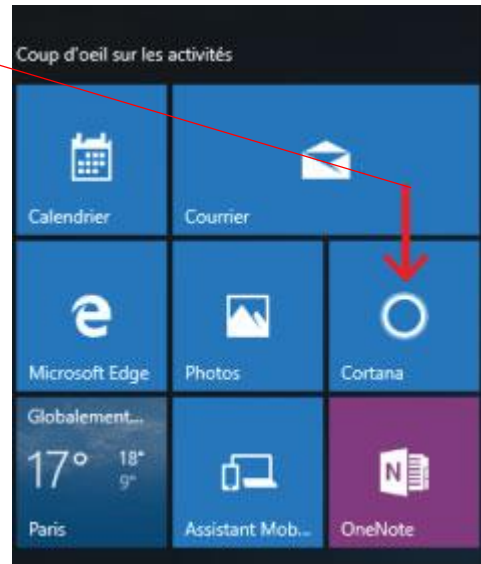 Coup d'oeil sur les activités
Calendrier
Courrier
Microsoft Edge
Photos
Cortana
Globalement...
17° 18°
9°
Paris
Assistant Mob...
OneNote